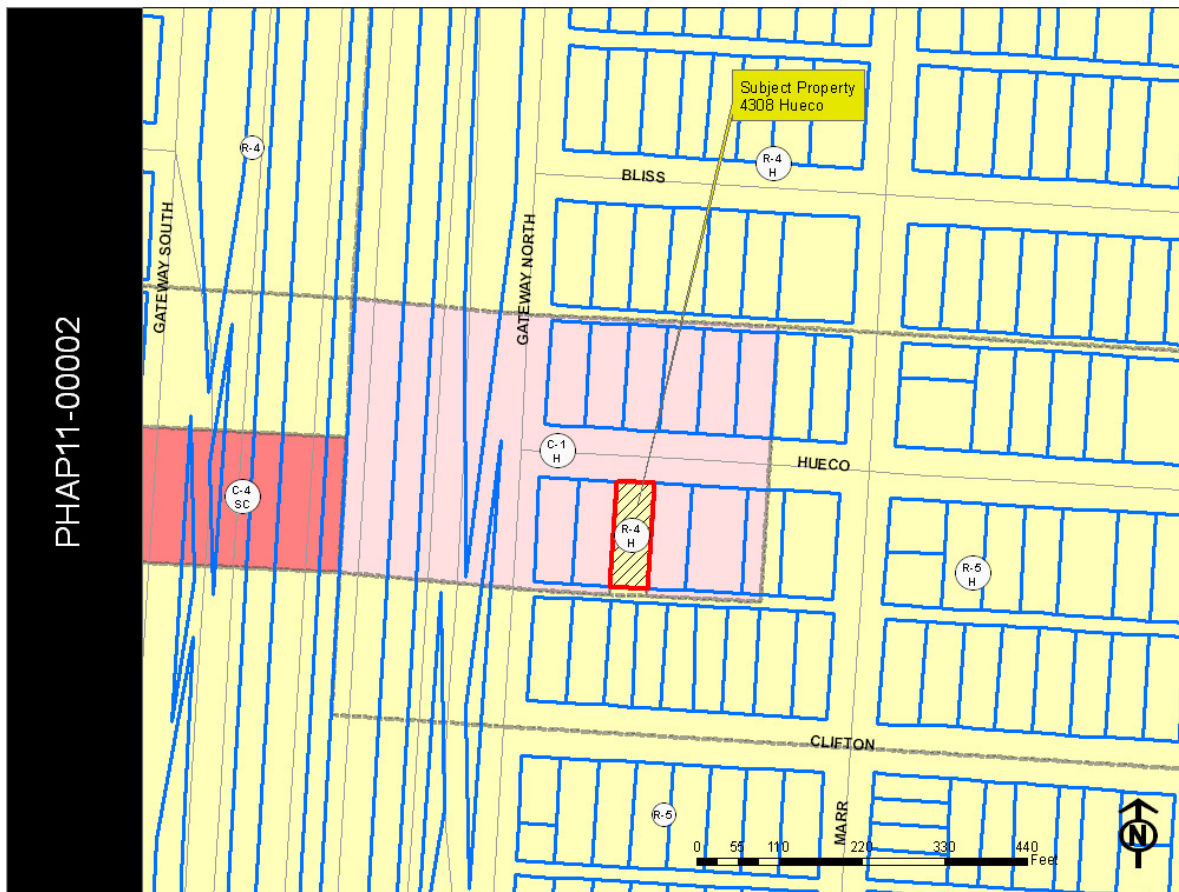 PHAP11-00002
Subject Property
4308 Hueco
R-4
R-4
H
BLISS
GATEWAY SOUTH
GATEWAY NORTH
C-1
H
HUECO
C-4
SC
R-4
H
R-5
H
CLIFTON
R-5
MARR
0 55 110 220 330 440
Feet
N